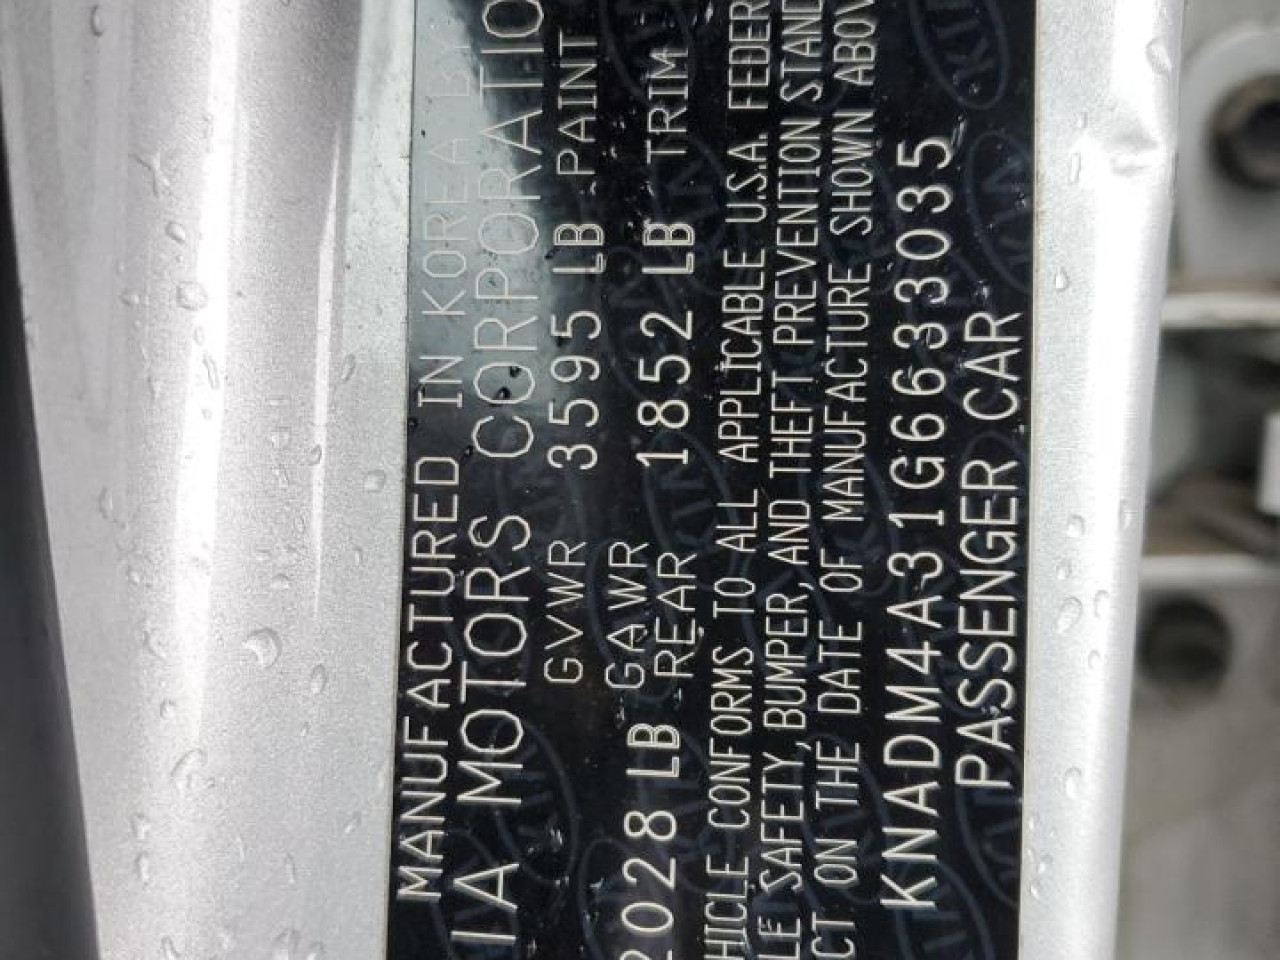 MANUFACTURED IN KOREA BY
IA MOTORS CORPORATIO
GVWR 3595 LB PAINT
2028 LB GAWR REAR 1852 LB TRIM
HICLE CONFORMS TO ALL APPLICABLE U.S.A. FEDER
LE SAFETY, BUMPER, AND THEFT PREVENTION STAND
CT ON THE DATE OF MANUFACTURE SHOWN ABOV
KNADM4A31G6633035
PASSENGER CAR